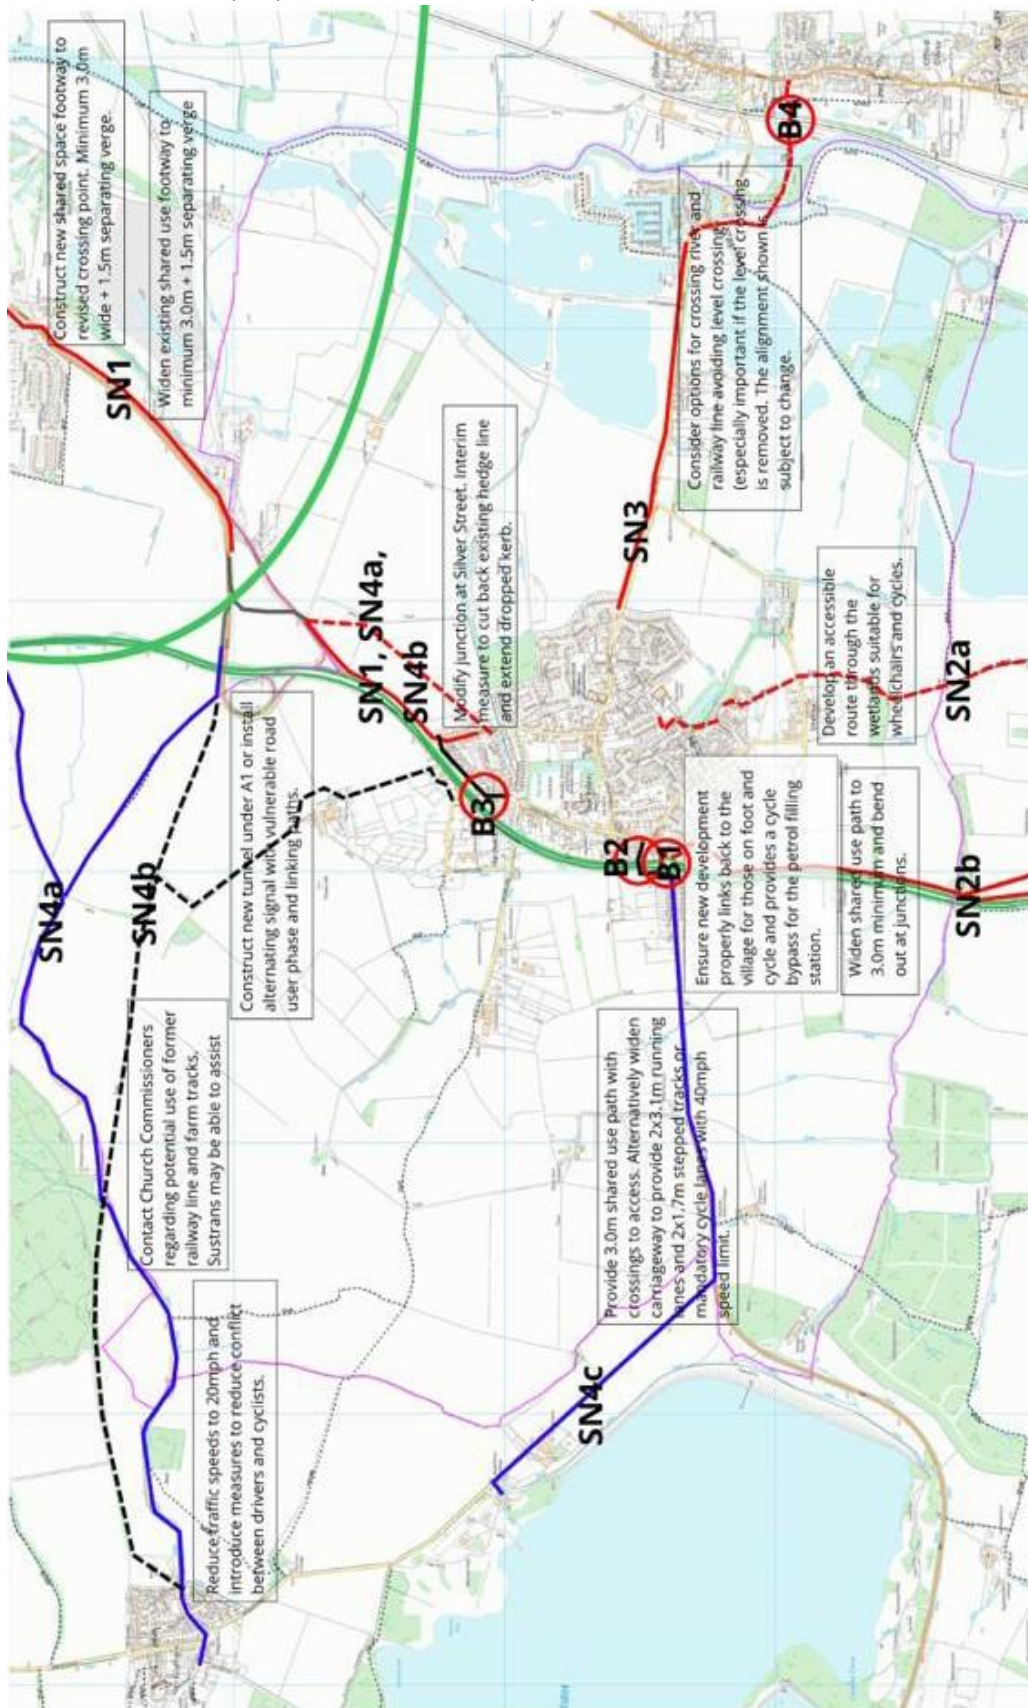 Construct new shared space footway to
revised crossing point. Minimum 3.0m
wide + 1.5m separating verge.
SN1
Widen existing shared use footway to
minimum 3.0m + 1.5m separating verge
SN4a
SN4b
Contact Church Commissioners
regarding potential use of former
railway line and farm tracks.
Sustrans may be able to assist
Reduce traffic speeds to 20mph and
introduce measures to reduce conflict
between drivers and cyclists.
Construct new tunnel under A1 or install
alternating signal with vulnerable road
user phase and linking paths.
SN1, SN4a,
SN4b
Modify junction at Silver Street. Interim
measure to cut back existing hedge line
and extend dropped kerb.
B3
B2
B1
SN4c
Provide 3.0m shared use path with
crossings to access. Alternatively widen
carriageway to provide 2x3.1m running
lanes and 2x1.7m stepped tracks or
mandatory cycle lanes with 40mph
speed limit.
SN3
Consider options for crossing river and
railway line avoiding level crossing
(especially important if the level crossing
is removed. The alignment shown is
subject to change.
B4
Ensure new development
properly links back to the
village for those on foot and
cycle and provides a cycle
bypass for the petrol filling
station.
Develop an accessible
route through the
wetlands suitable for
wheelchairs and cycles.
Widen shared use path to
3.0m minimum and bend
out at junctions.
SN2b
SN2a